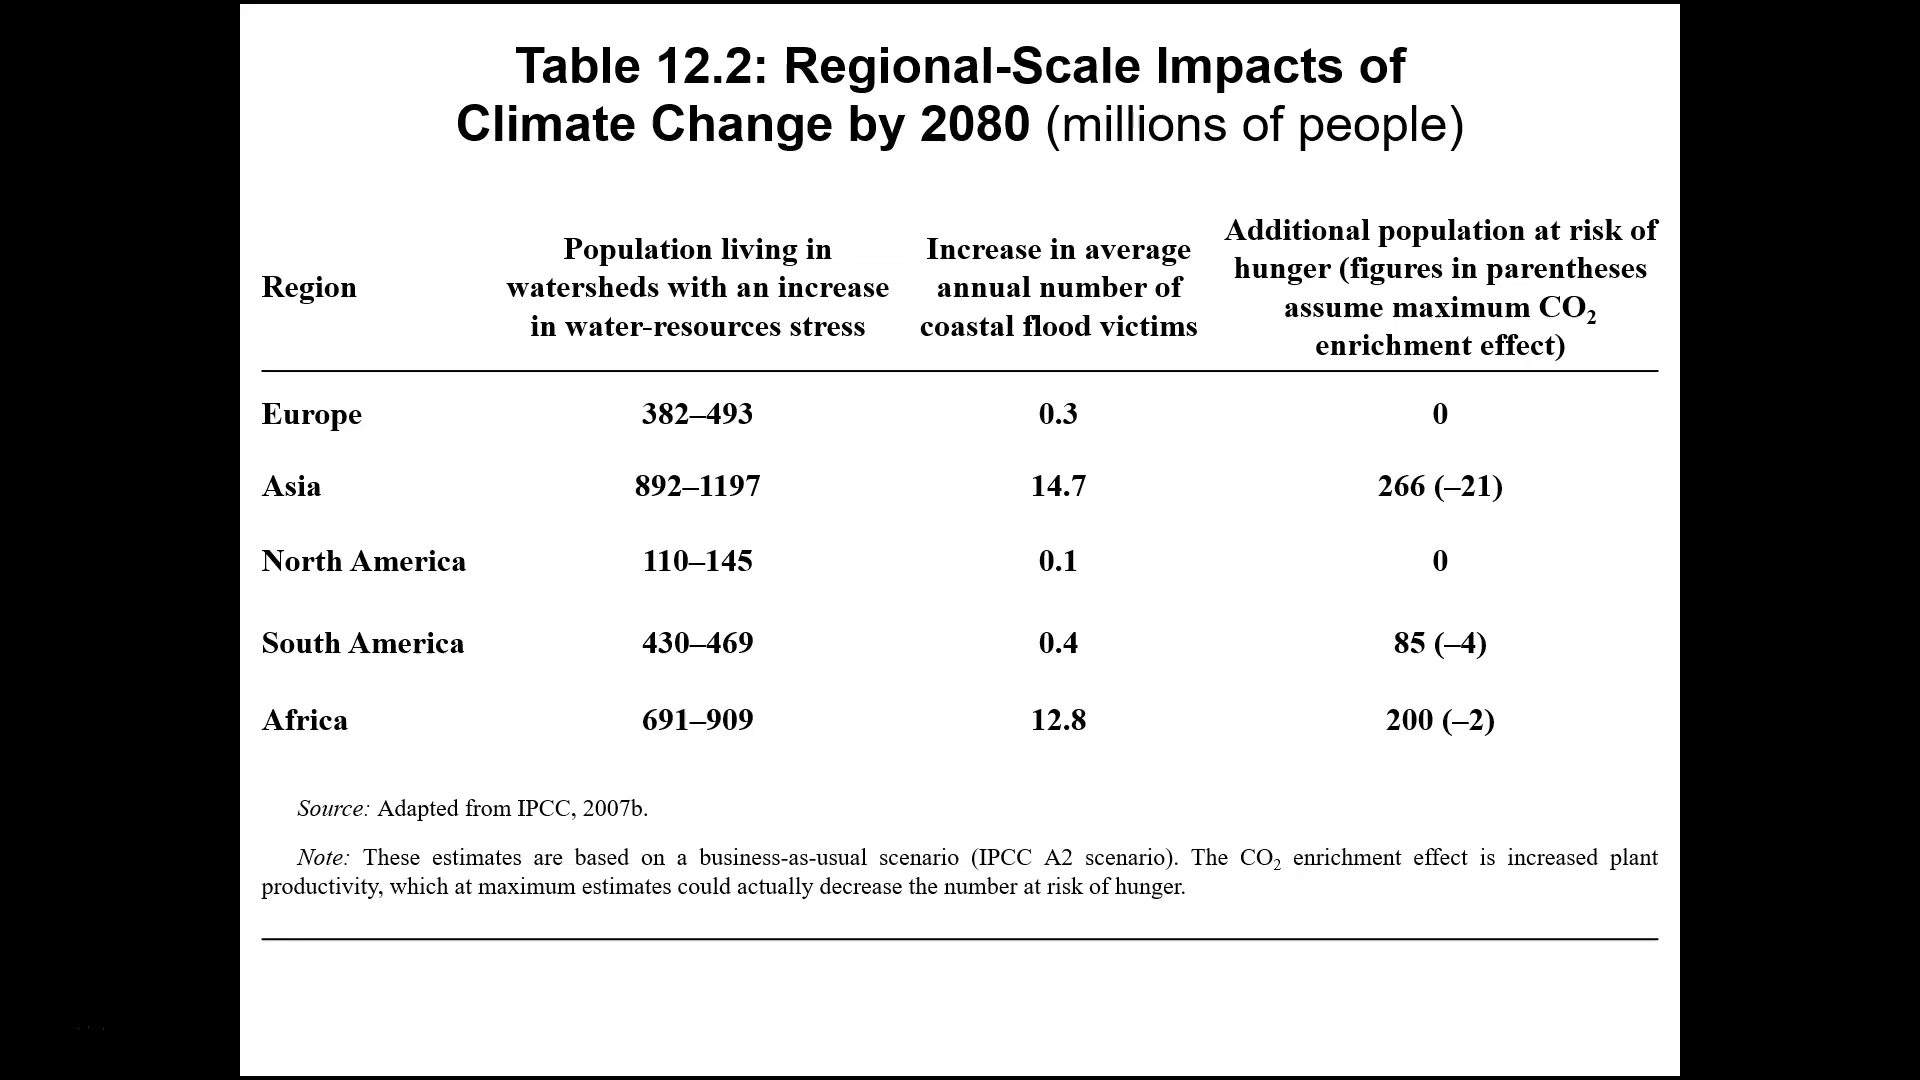 Table 12.2: Regional-Scale Impacts of
Climate Change by 2080 (millions of people)
Region
Population living in
watersheds with an increase
in water-resources stress
Increase in average
annual number of
coastal flood victims
Additional population at risk of
hunger (figures in parentheses
assume maximum CO₂
enrichment effect)
Europe 382–493 0.3 0
Asia 892–1197 14.7 266 (–21)
North America 110–145 0.1 0
South America 430–469 0.4 85 (–4)
Africa 691–909 12.8 200 (–2)
Source: Adapted from IPCC, 2007b.
Note: These estimates are based on a business-as-usual scenario (IPCC A2 scenario). The CO₂ enrichment effect is increased plant
productivity, which at maximum estimates could actually decrease the number at risk of hunger.